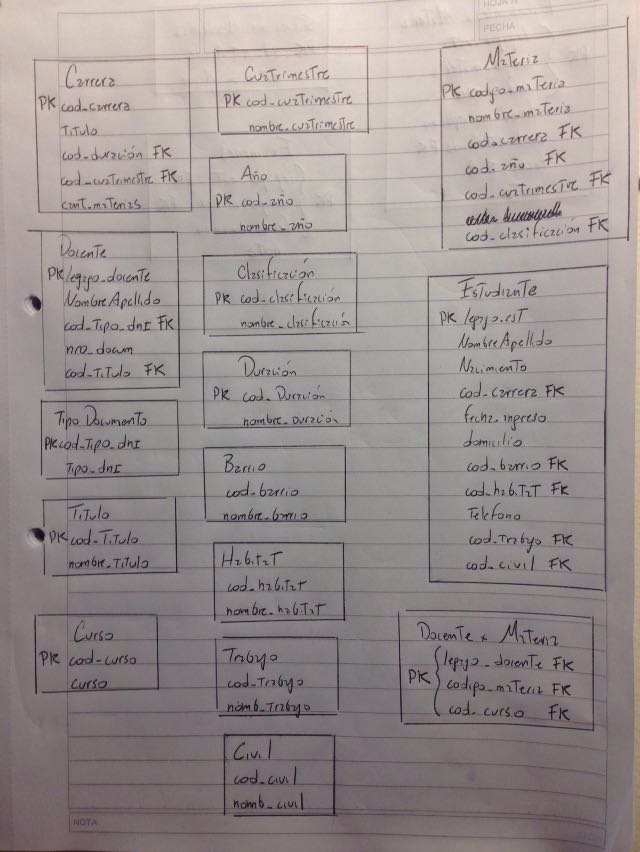 HOJA N°
FECHA
Carrera
PK cod_carrera
Titulo
cod_duración FK
cod_cuatrimestre FK
cant_materias
Cuatrimestre
PK cod_cuatrimestre
nombre_cuatrimestre
Materia
PK codigo_materia
nombre_materia
cod_carrera FK
cod_año FK
cod_cuatrimestre FK
cod_clasificación FK
Año
PK cod_año
nombre_año
Docente
PK legajo_docente
NombreApellido
cod_Tipo_dni FK
nro_docum
cod_Titulo FK
Clasificación
PK cod_clasificación
nombre_clasificación
Estudiante
PK legajo_est
NombreApellido
Nacimiento
cod_carrera FK
fecha_ingreso
domicilio
cod_barrio FK
cod_habitat FK
Telefono
cod_Trabajo FK
cod_civil FK
Duración
PK cod_Duración
nombre_Duración
Tipo Documento
PK cod_Tipo_dni
Tipo_dni
Barrio
cod_barrio
nombre_barrio
Titulo
PK cod_Titulo
nombre_Titulo
Habitat
cod_habitat
nombre_habitat
Curso
PK cod_curso
curso
Trabajo
cod_Trabajo
nomb_Trabajo
Docente x Materia
PK legajo_docente FK
codigo_materia FK
cod_curso FK
Civil
cod_civil
nomb_civil
NOTA